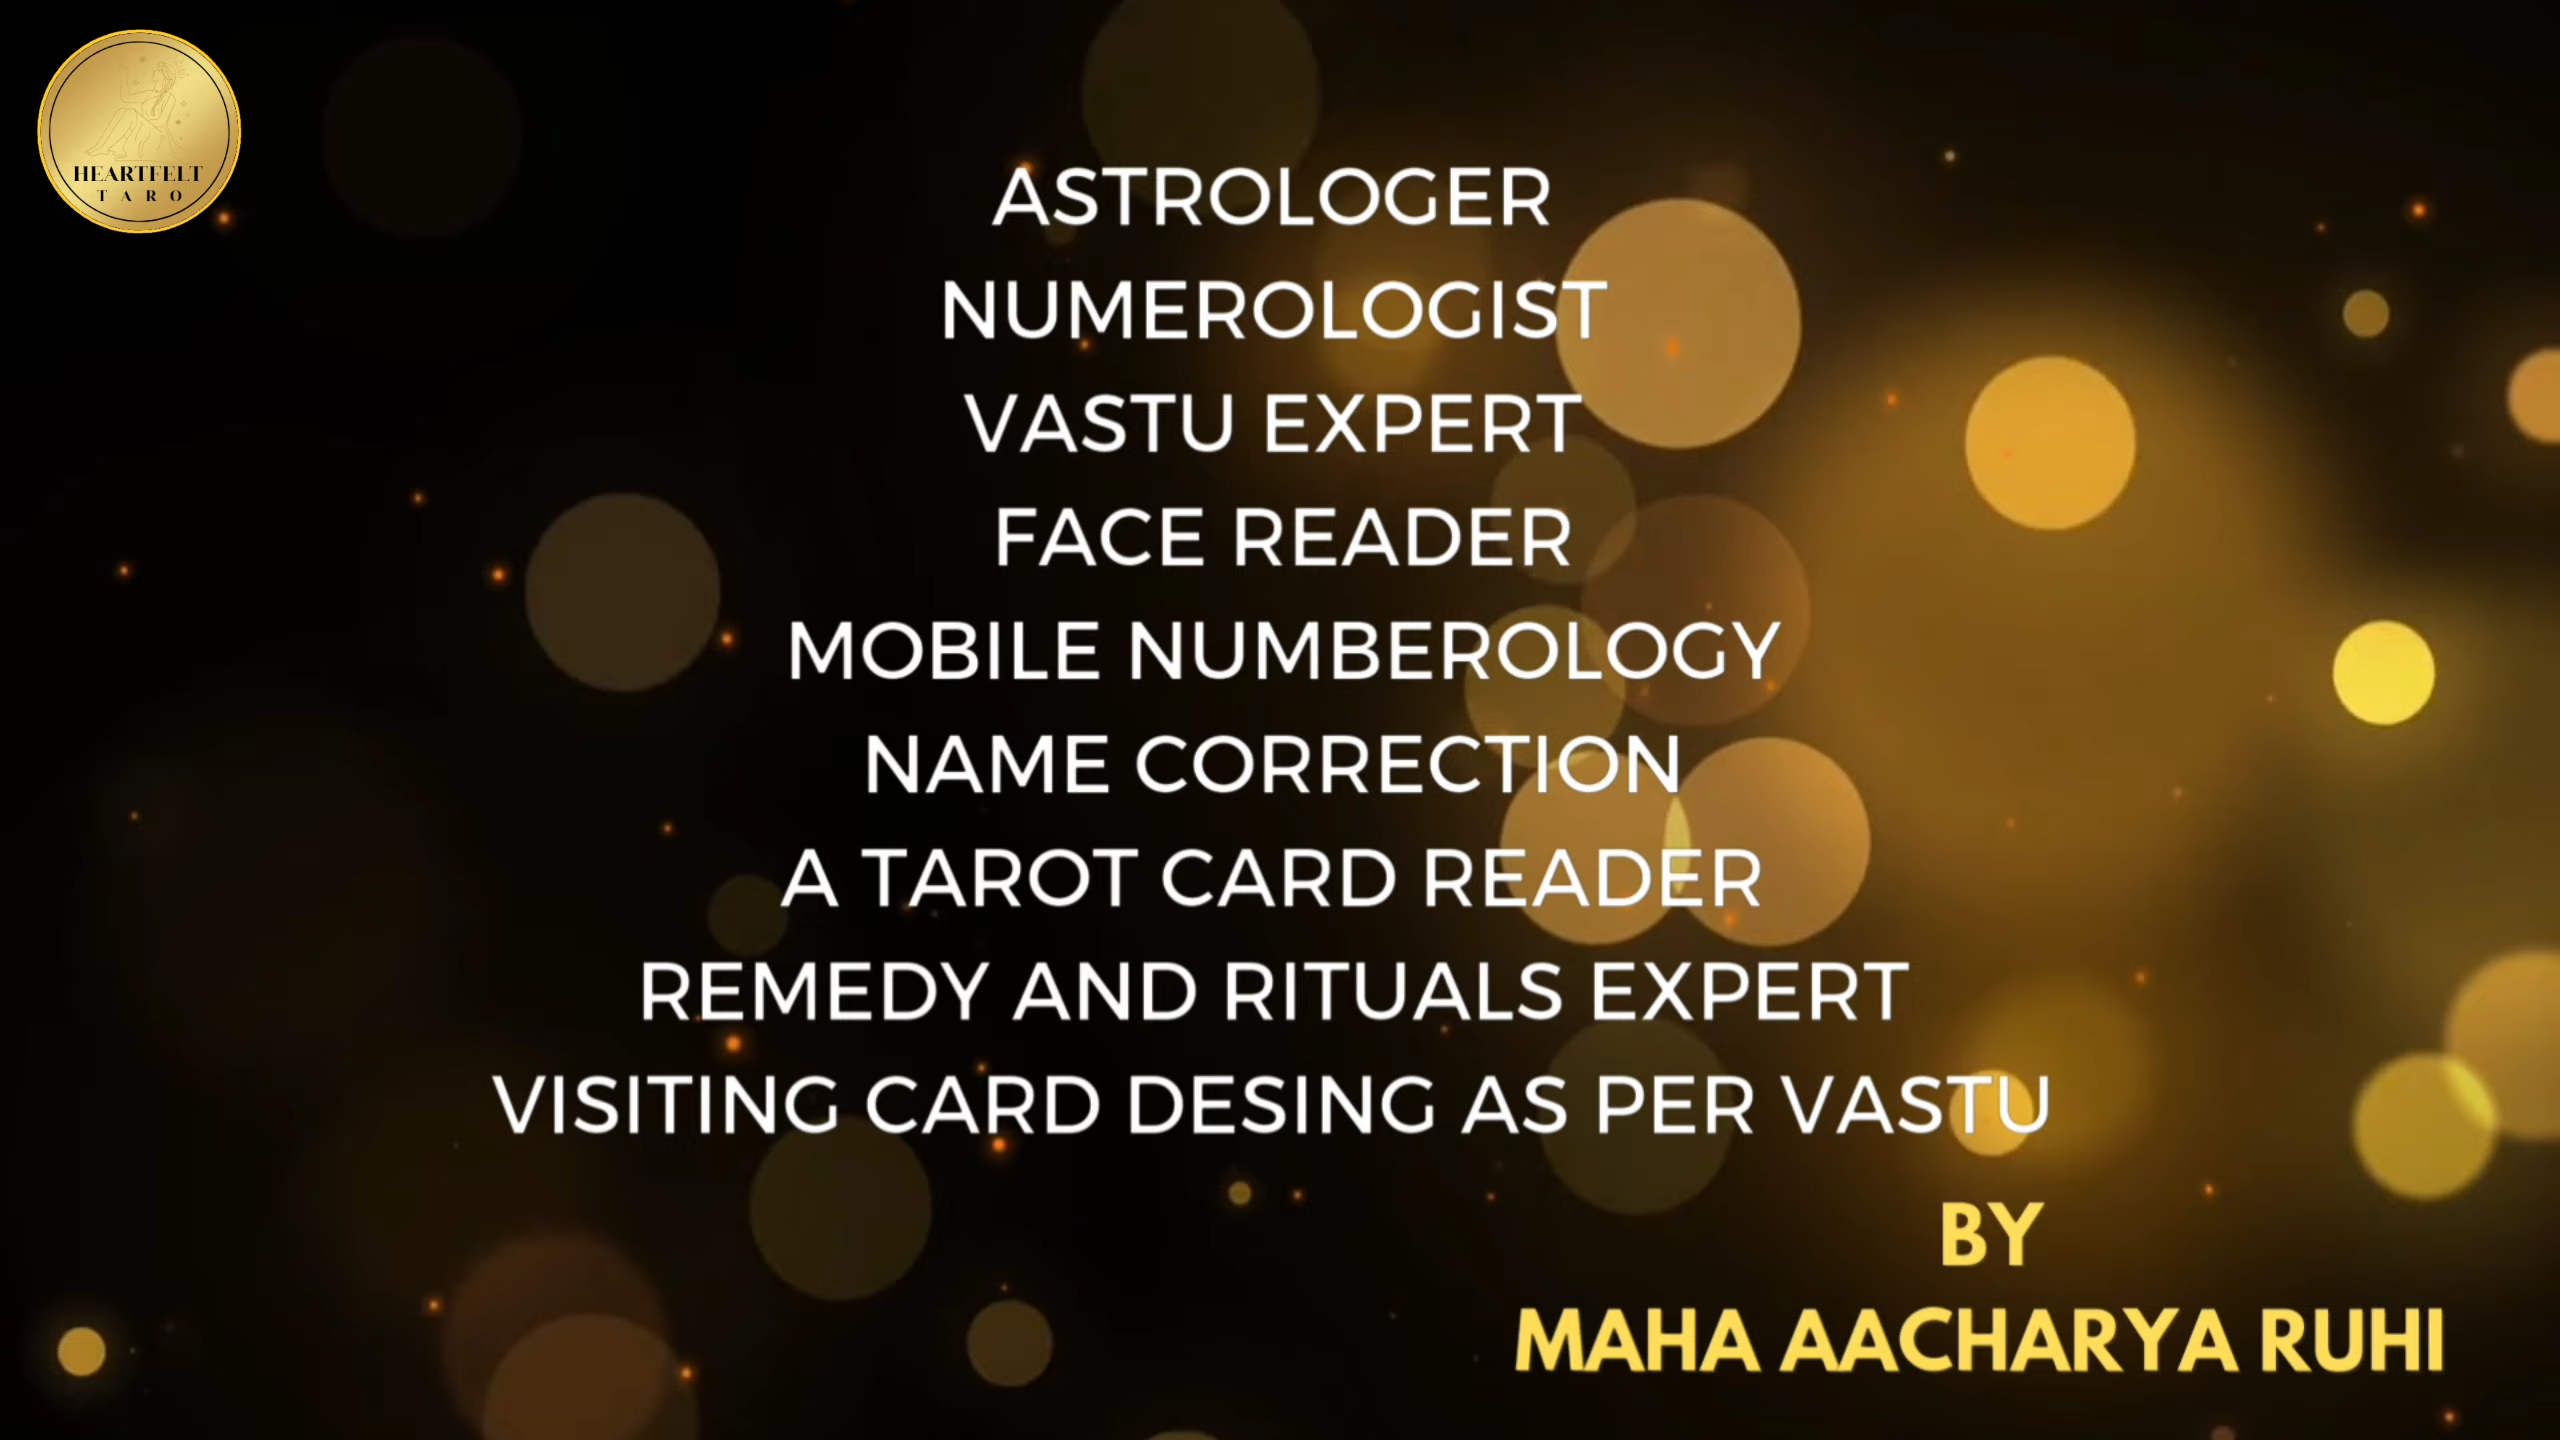 HEARTFELT
TARO
ASTROLOGER
NUMEROLOGIST
VASTU EXPERT
FACE READER
MOBILE NUMBEROLOGY
NAME CORRECTION
A TAROT CARD READER
REMEDY AND RITUALS EXPERT
VISITING CARD DESING AS PER VASTU
BY
MAHA AACHARYA RUHI